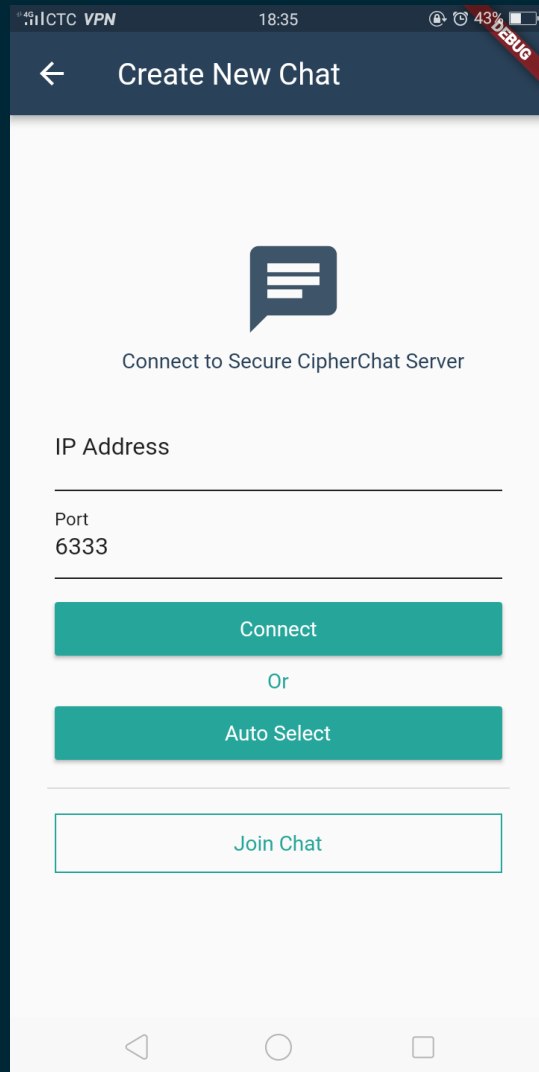 4G CTC VPN 18:35 43%
DEBUG
Create New Chat
Connect to Secure CipherChat Server
IP Address
Port
6333
Connect
Or
Auto Select
Join Chat